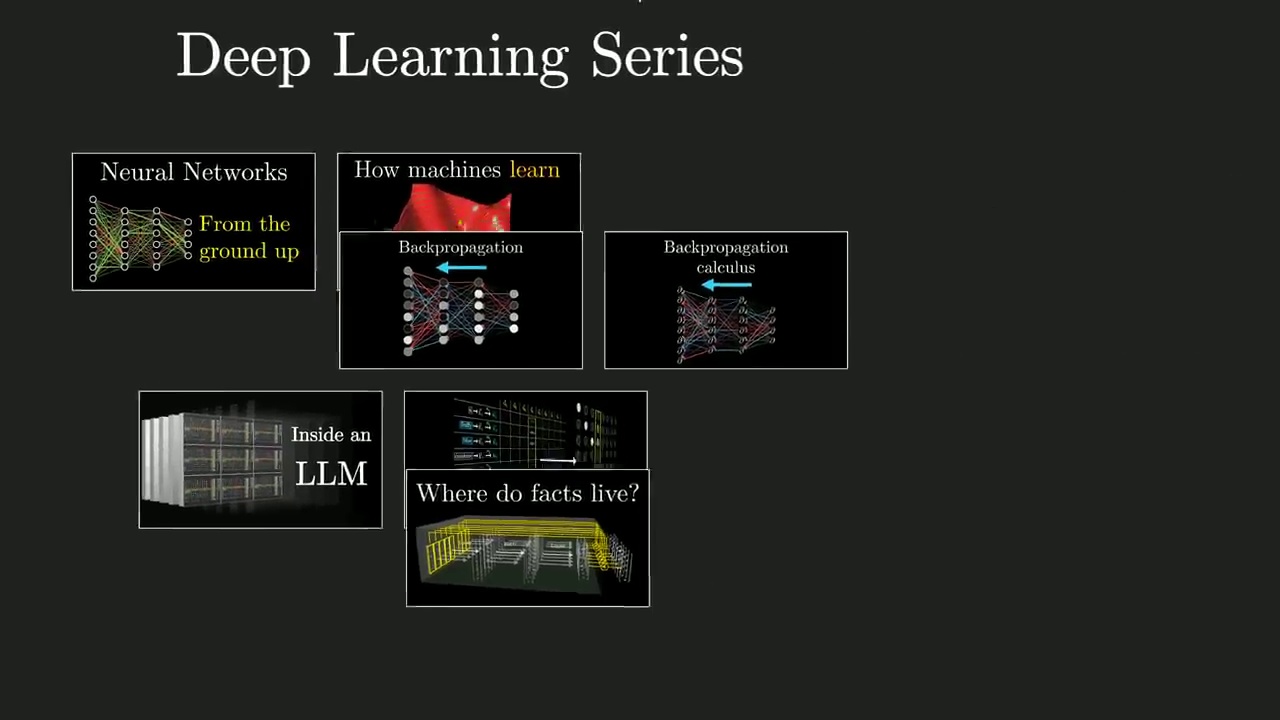 Deep Learning Series
Neural Networks
From the
ground up
How machines learn
Backpropagation
Backpropagation
calculus
Inside an
LLM
Where do facts live?